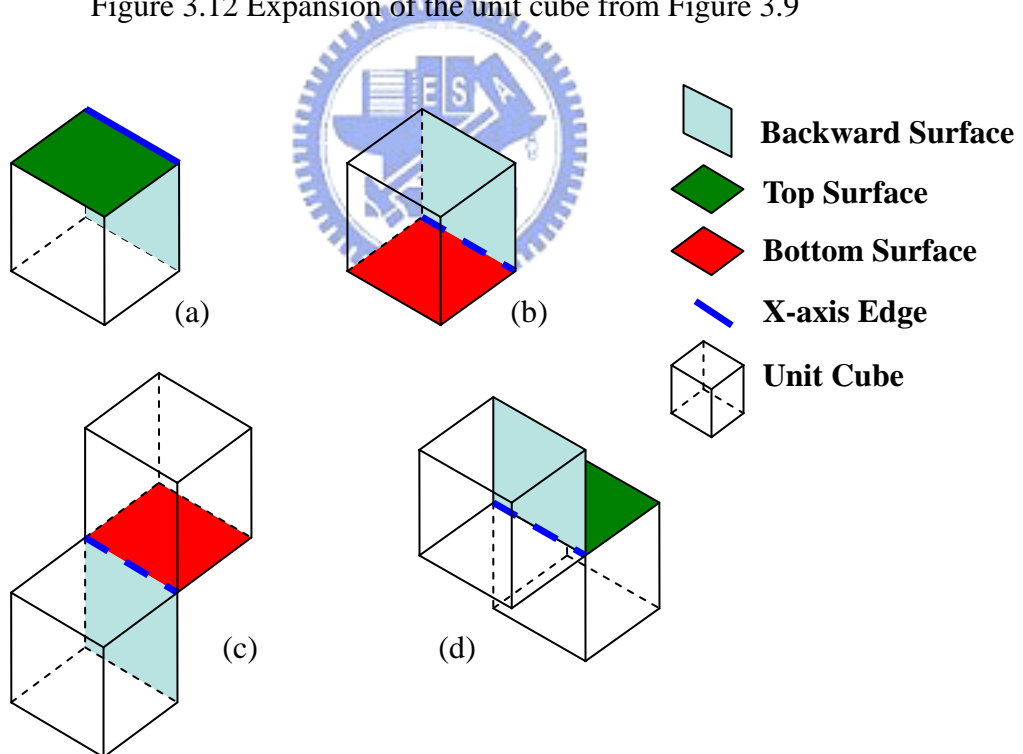 Figure 3.12 Expansion of the unit cube from Figure 3.9
E S A
Backward Surface
Top Surface
Bottom Surface
(a)
(b)
X-axis Edge
Unit Cube
(c)
(d)